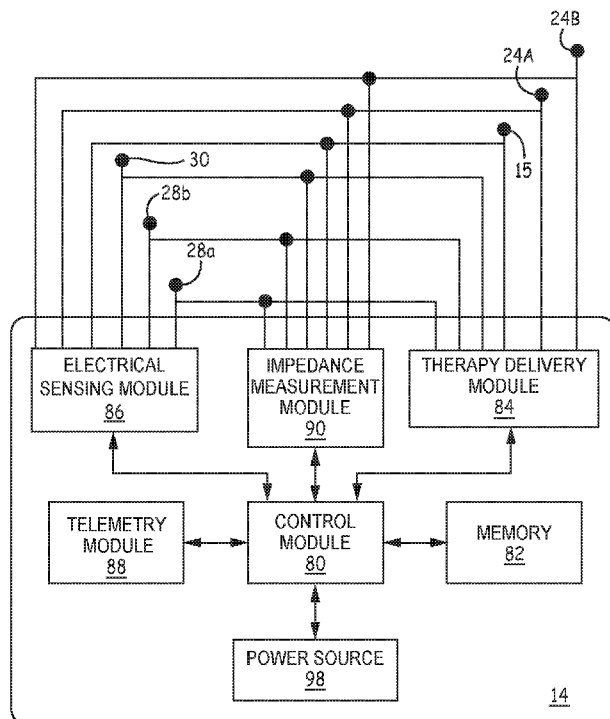 24B
24A
15
30
28b
28a
ELECTRICAL
SENSING MODULE
86
IMPEDANCE
MEASUREMENT
MODULE
90
THERAPY DELIVERY
MODULE
84
TELEMETRY
MODULE
88
CONTROL
MODULE
80
MEMORY
82
POWER SOURCE
98
14